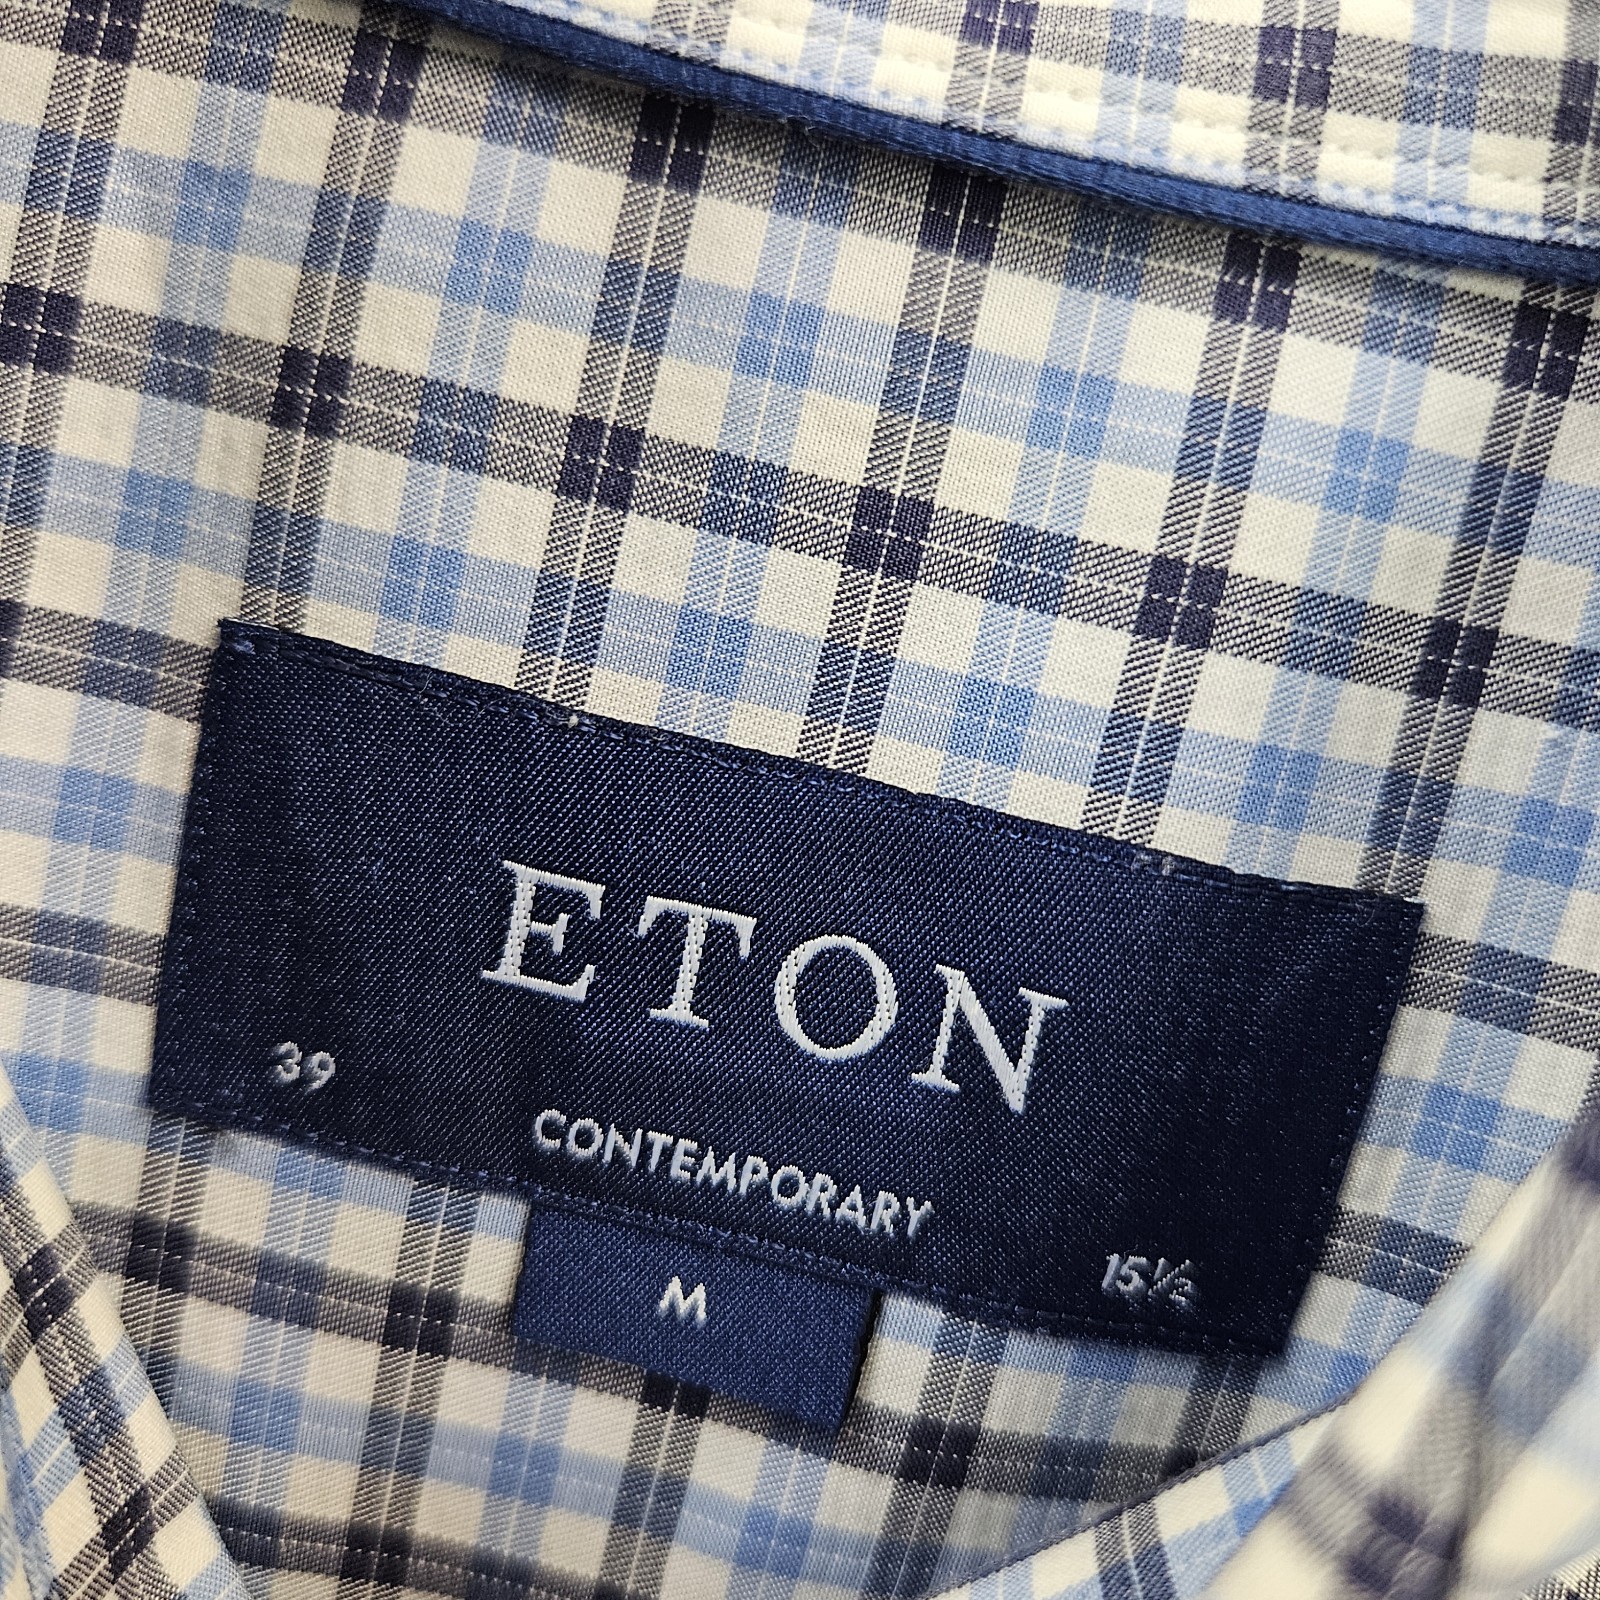 ETON
39
CONTEMPORARY
15½
M